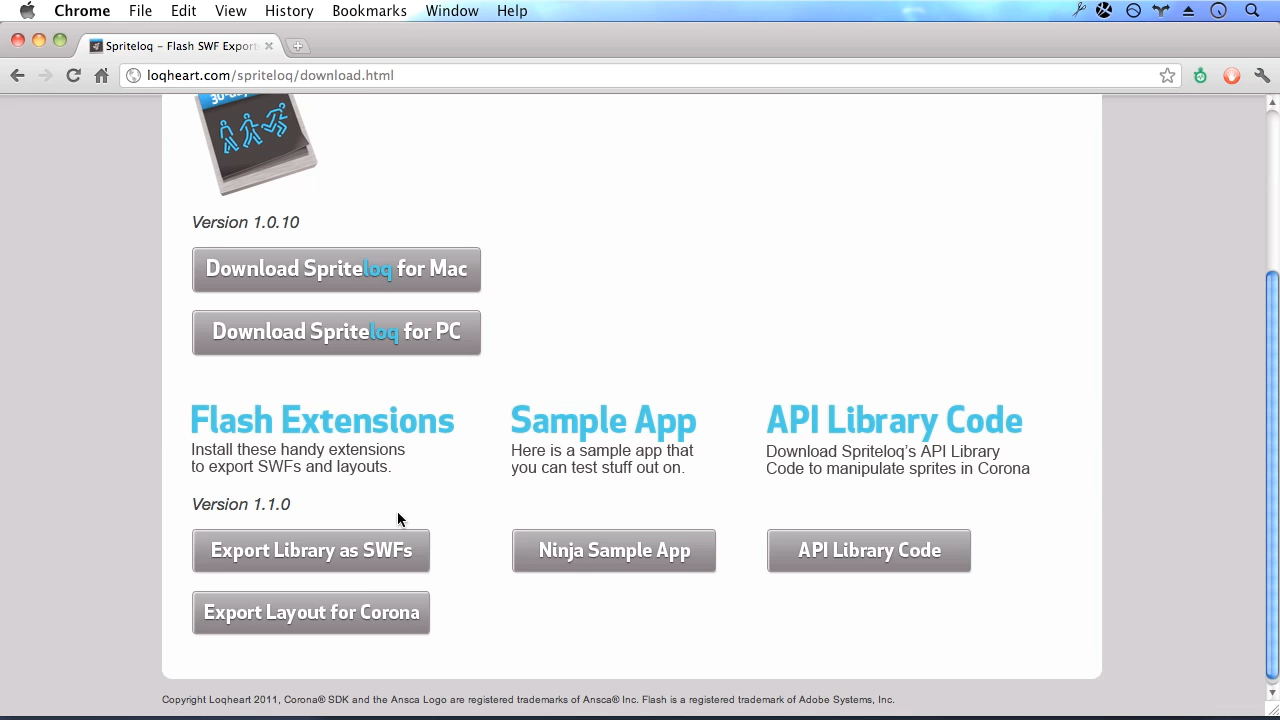 Chrome File Edit View History Bookmarks Window Help
Spriteloq – Flash SWF Export
loqheart.com/spriteloq/download.html
Version 1.0.10
Download Spriteloq for Mac
Download Spriteloq for PC
Flash Extensions
Install these handy extensions
to export SWFs and layouts.
Version 1.1.0
Export Library as SWFs
Export Layout for Corona
Sample App
Here is a sample app that
you can test stuff out on.
Ninja Sample App
API Library Code
Download Spriteloq's API Library
Code to manipulate sprites in Corona
API Library Code
Copyright Loqheart 2011, Corona® SDK and the Ansca Logo are registered trademarks of Ansca® Inc. Flash is a registered trademark of Adobe Systems, Inc.